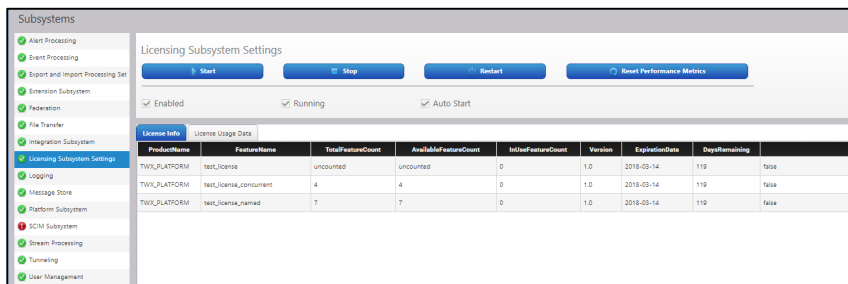 Subsystems
Alert Processing
Event Processing
Export and Import Processing Set
Extension Subsystem
Federation
File Transfer
Integration Subsystem
Licensing Subsystem Settings
Logging
Message Store
Platform Subsystem
SCIM Subsystem
Stream Processing
Tunneling
User Management
Licensing Subsystem Settings
Start Stop Restart Reset Performance Metrics
Enabled Running Auto Start
License Info License Usage Data
ProductName FeatureName TotalFeatureCount AvailableFeatureCount InUseFeatureCount Version ExpirationDate DaysRemaining
TWX_PLATFORM test_license uncounted uncounted 0 1.0 2018-03-14 119 false
TWX_PLATFORM test_license_concurrent 4 4 0 1.0 2018-03-14 119 false
TWX_PLATFORM test_license_named 7 7 0 1.0 2018-03-14 119 false